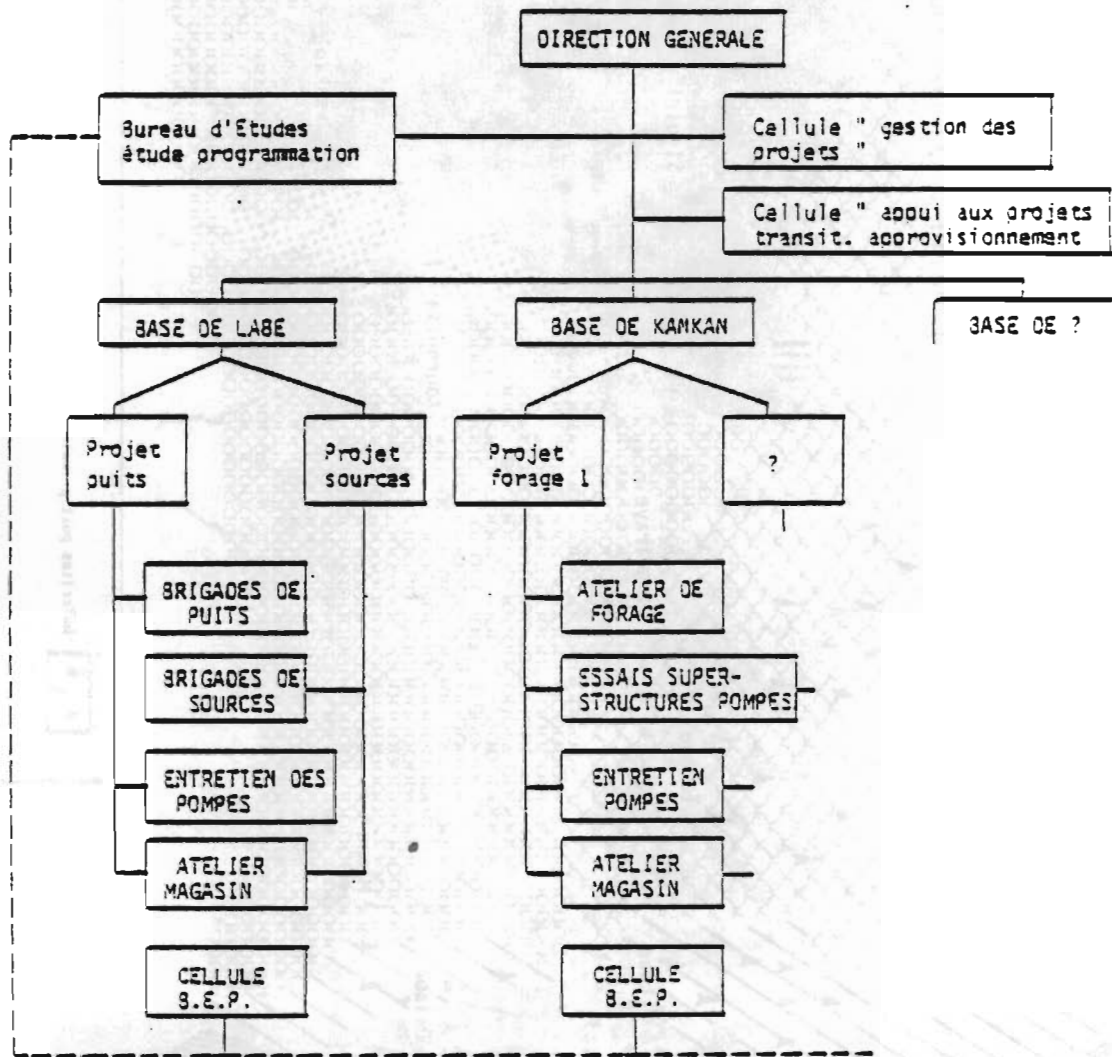 DIRECTION GENERALE
Bureau d'Etudes
étude programmation
Cellule " gestion des
projets "
Cellule " appui aux projets
transit. approvisionnement
BASE DE LABE
BASE DE KAMKAN
BASE DE ?
Projet
puits
Projet
sources
Projet
forage 1
?
BRIGADES DE
PUITS
BRIGADES DE
SOURCES
ENTRETIEN DES
POMPES
ATELIER
MAGASIN
CELLULE
B.E.P.
ATELIER DE
FORAGE
ESSAIS SUPER-
STRUCTURES POMPES
ENTRETIEN
POMPES
ATELIER
MAGASIN
CELLULE
B.E.P.